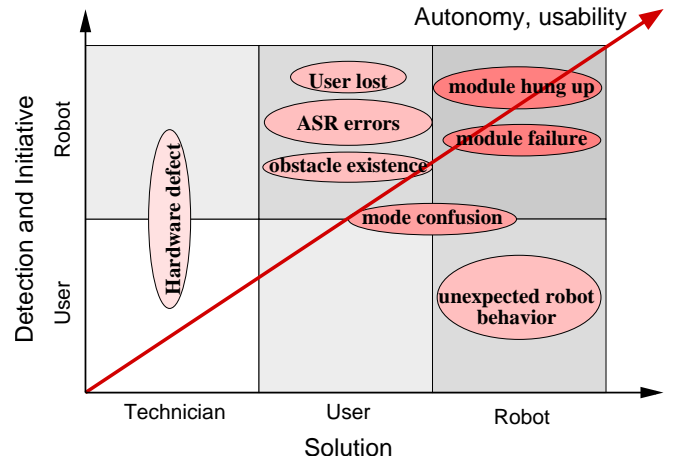 Autonomy, usability
Detection and Initiative
Robot
User
User lost
ASR errors
obstacle existence
module hung up
module failure
Hardware defect
mode confusion
unexpected robot
behavior
Technician
User
Robot
Solution